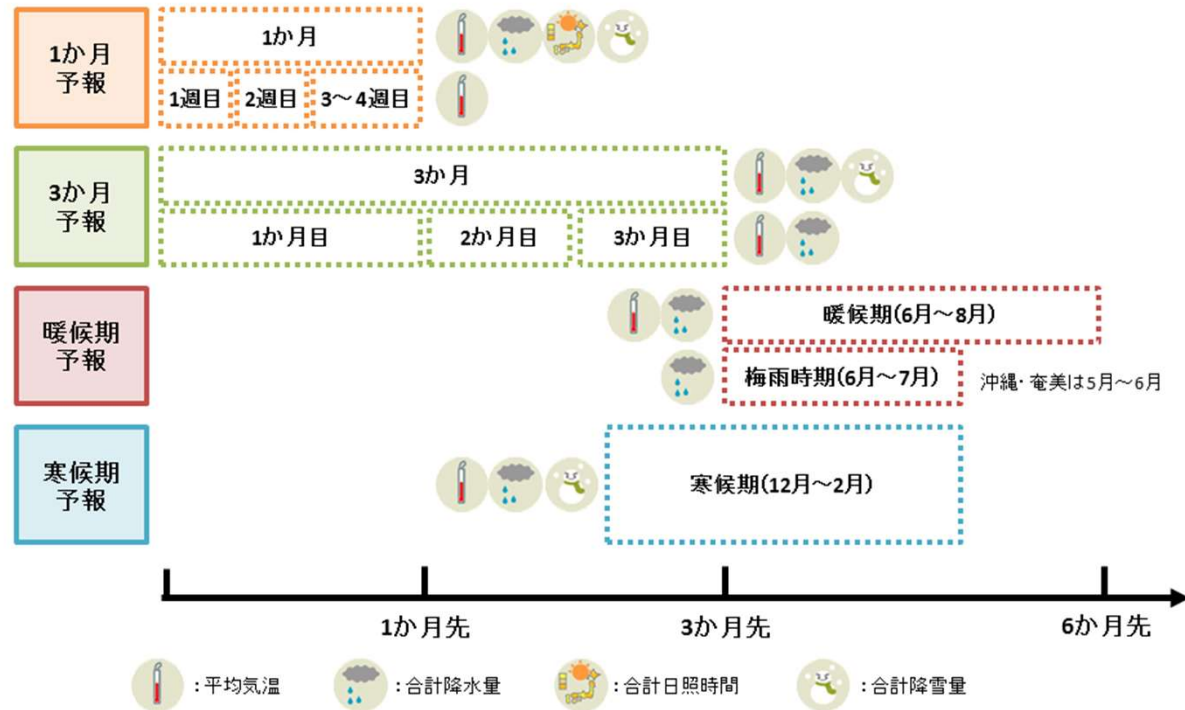 1か月
予報
1か月
1週目
2週目
3～4週目
3か月
予報
3か月
1か月目
2か月目
3か月目
暖候期
予報
暖候期(6月～8月)
梅雨時期(6月～7月)
沖縄・奄美は5月～6月
寒候期
予報
寒候期(12月～2月)
1か月先
3か月先
6か月先
：平均気温
：合計降水量
：合計日照時間
：合計降雪量